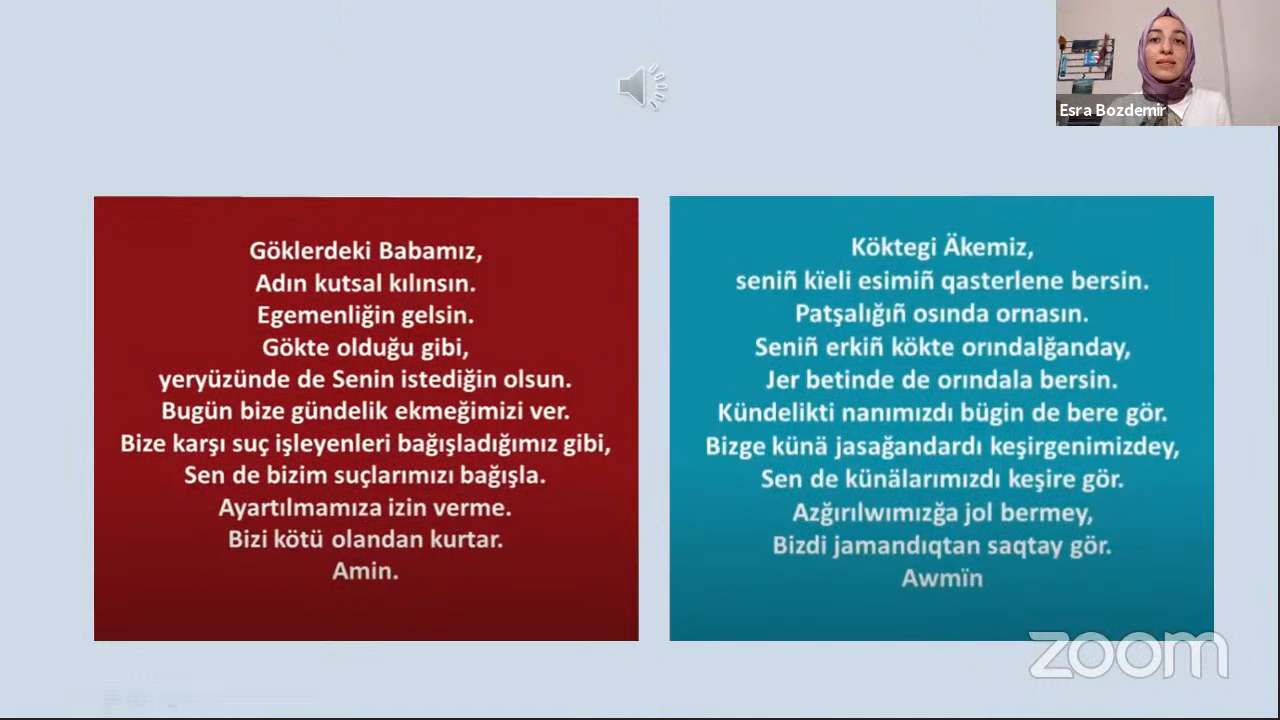 Esra Bozdemir
Göklerdeki Babamız,
Adın kutsal kılınsın.
Egemenliğin gelsin.
Gökte olduğu gibi,
yeryüzünde de Senin istediğin olsun.
Bugün bize gündelik ekmeğimizi ver.
Bize karşı suç işleyenleri bağışladığımız gibi,
Sen de bizim suçlarımızı bağışla.
Ayartılmamıza izin verme.
Bizi kötü olandan kurtar.
Amin.
Köktegi Äkemiz,
seniñ kïeli esimiñ qasterlene bersin.
Patşalığıñ osında ornasın.
Seniñ erkiñ kökte orındalğanday,
Jer betinde de orındala bersin.
Kündelikti nanımızdı bügin de bere gör.
Bizge künä jasağandardı keşirgenimizdey,
Sen de künälarımızdı keşire gör.
Azğırılwımızğa jol bermey,
Bizdi jamandıqtan saqtay gör.
Awmïn
zoom